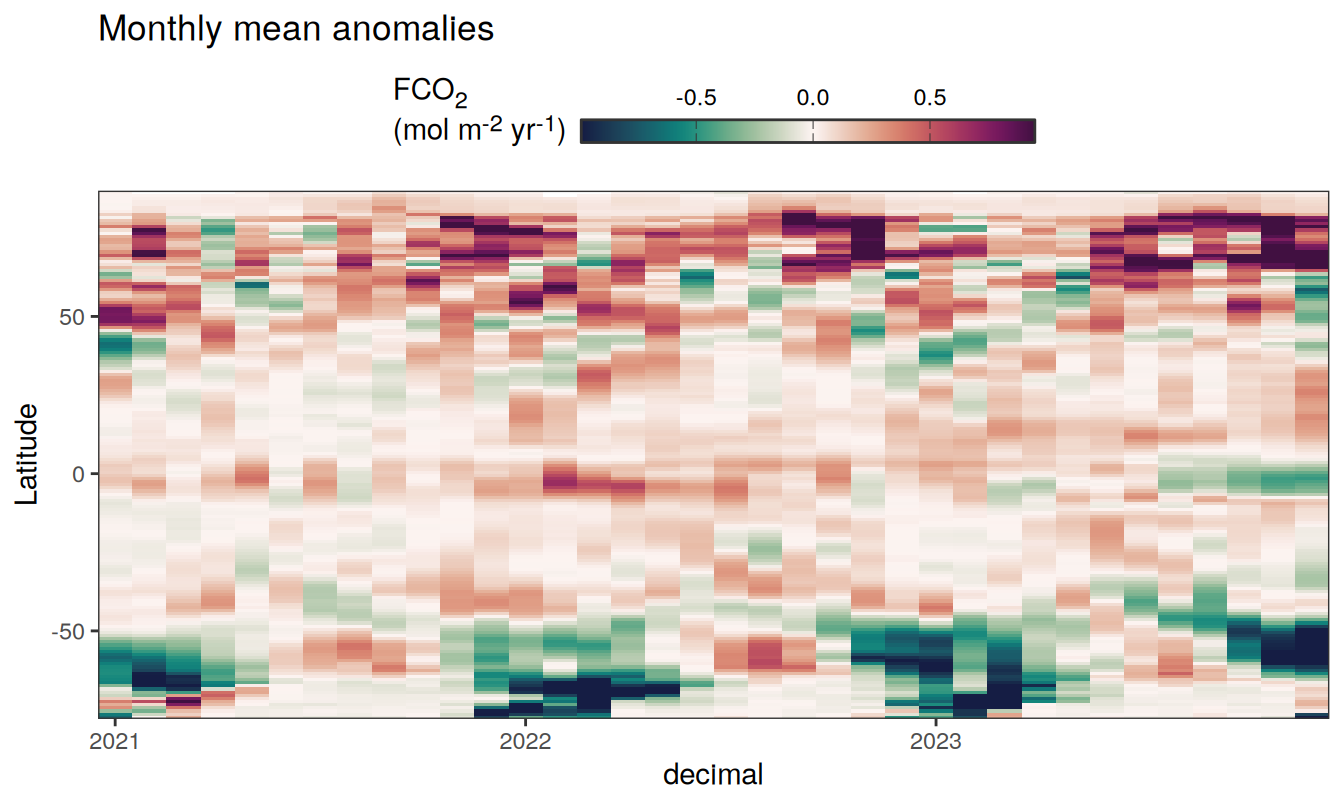 Monthly mean anomalies
FCO₂
(mol m⁻² yr⁻¹)
-0.5 0.0 0.5
Latitude
50
0
-50
2021 2022 2023
decimal